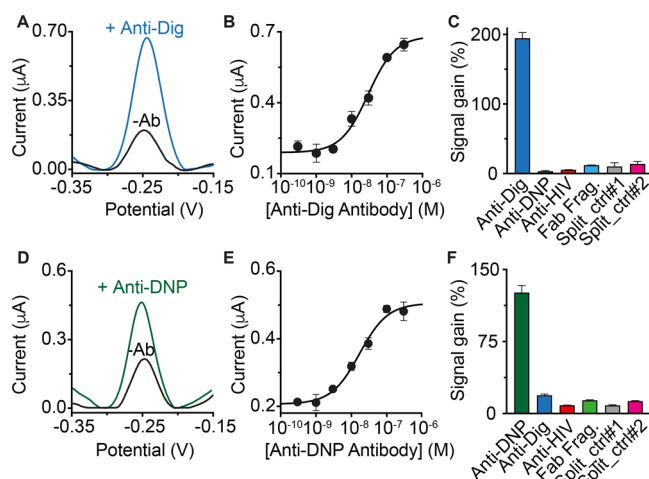 A
+ Anti-Dig
-Ab
0.70
0.35
0.00
Current (µA)
-0.35
-0.25
-0.15
Potential (V)
B
0.7
0.4
0.1
Current (µA)
10⁻¹⁰
10⁻⁹
10⁻⁸
10⁻⁷
10⁻⁶
[Anti-Dig Antibody] (M)
C
200
100
0
Signal gain (%)
Anti-Dig
Anti-DNP
Anti-HIV
Fab Frag.
Split_ctrl#1
Split_ctrl#2
D
+ Anti-DNP
-Ab
0.6
0.3
0.0
Current (µA)
-0.35
-0.25
-0.15
Potential (V)
E
0.6
0.4
0.2
Current (µA)
10⁻¹⁰
10⁻⁹
10⁻⁸
10⁻⁷
10⁻⁶
[Anti-DNP Antibody] (M)
F
150
75
0
Signal gain (%)
Anti-DNP
Anti-Dig
Anti-HIV
Fab Frag.
Split_ctrl#1
Split_ctrl#2